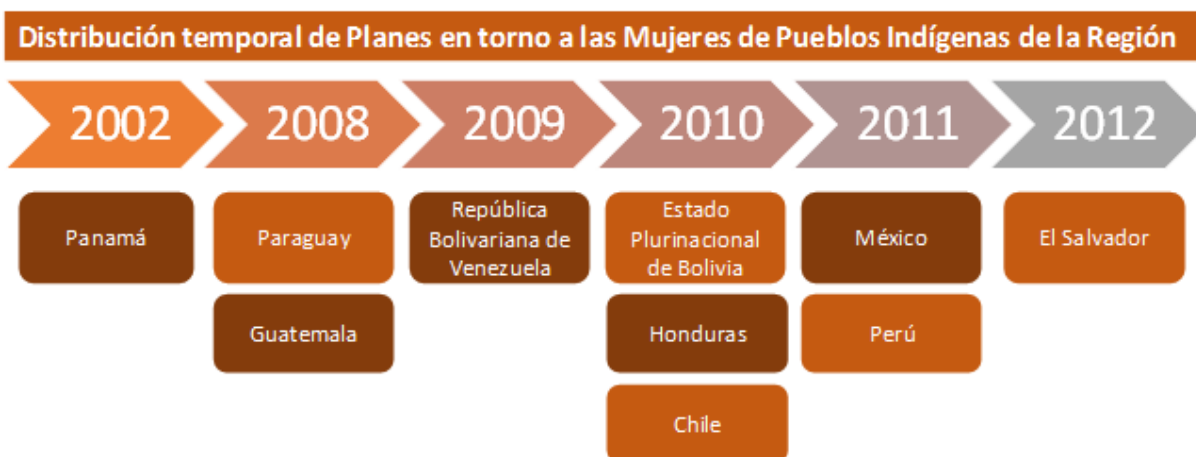 Distribución temporal de Planes en torno a las Mujeres de Pueblos Indígenas de la Región
2002
2008
2009
2010
2011
2012
Panamá
Paraguay
República
Bolivariana de
Venezuela
Estado
Plurinacional
de Bolivia
México
El Salvador
Guatemala
Honduras
Perú
Chile